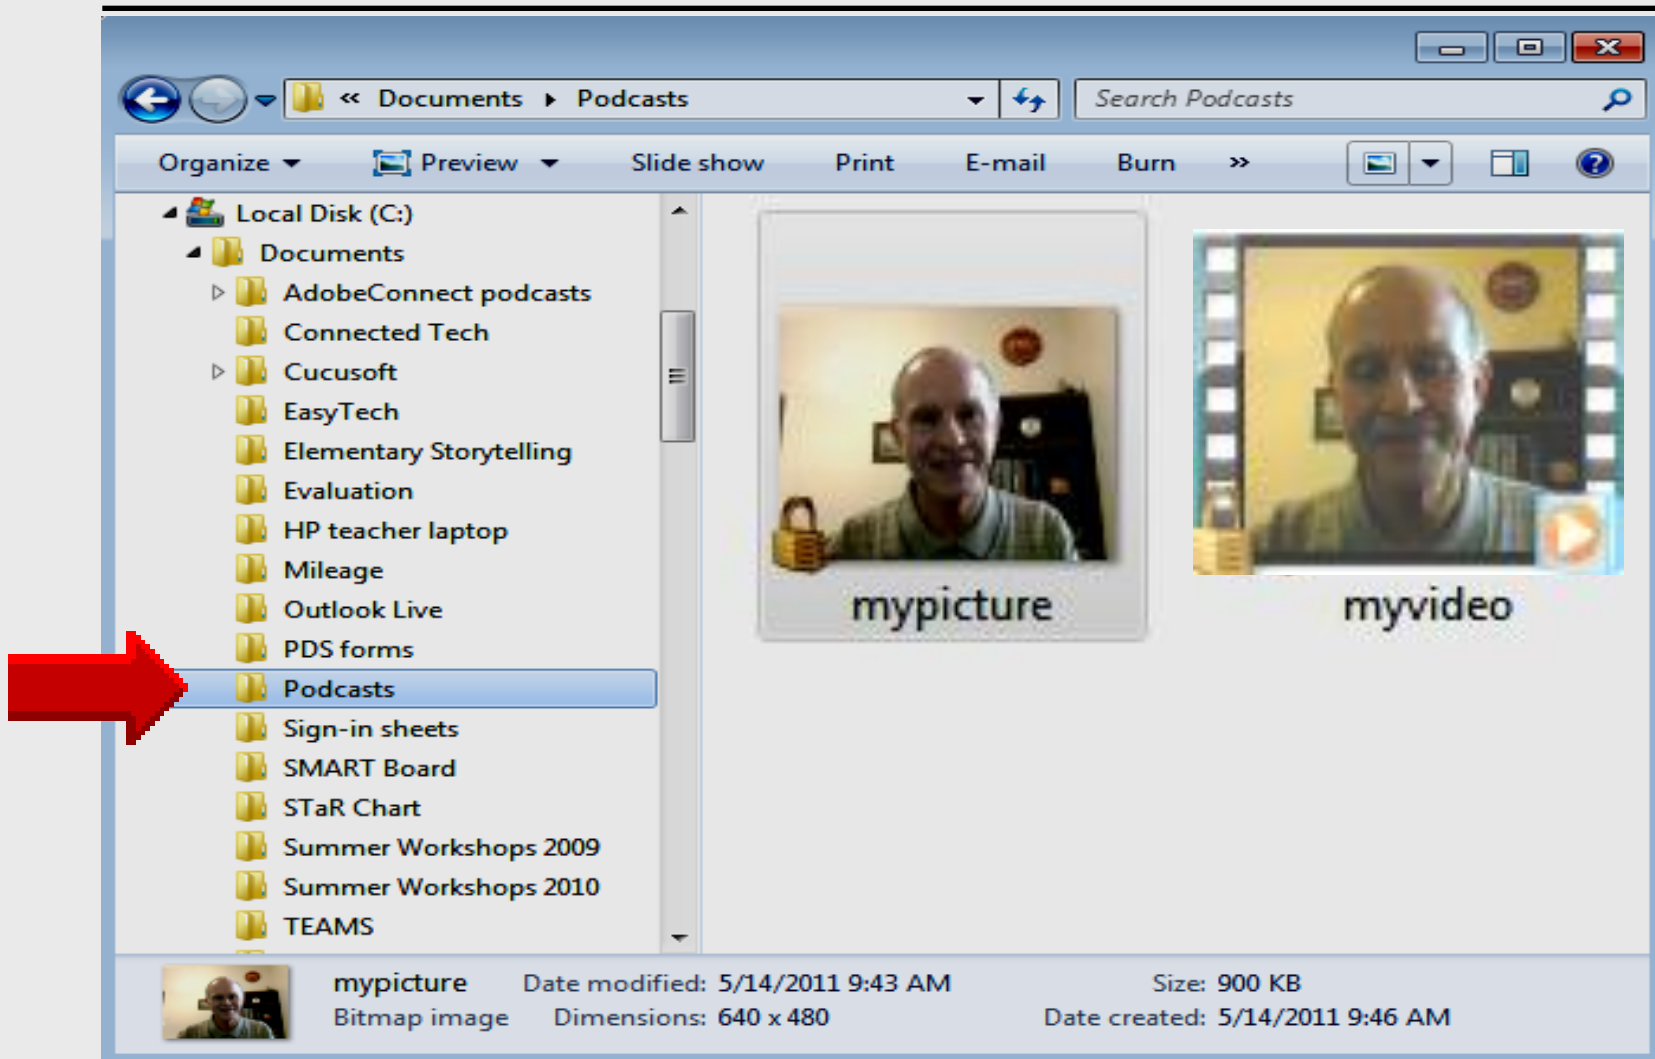 « Documents ▸ Podcasts
Search Podcasts
Organize Preview Slide show Print E-mail Burn »
Local Disk (C:)
Documents
AdobeConnect podcasts
Connected Tech
Cucusoft
EasyTech
Elementary Storytelling
Evaluation
HP teacher laptop
Mileage
Outlook Live
PDS forms
Podcasts
Sign-in sheets
SMART Board
STaR Chart
Summer Workshops 2009
Summer Workshops 2010
TEAMS
mypicture
myvideo
mypicture Date modified: 5/14/2011 9:43 AM Size: 900 KB
Bitmap image Dimensions: 640 x 480 Date created: 5/14/2011 9:46 AM